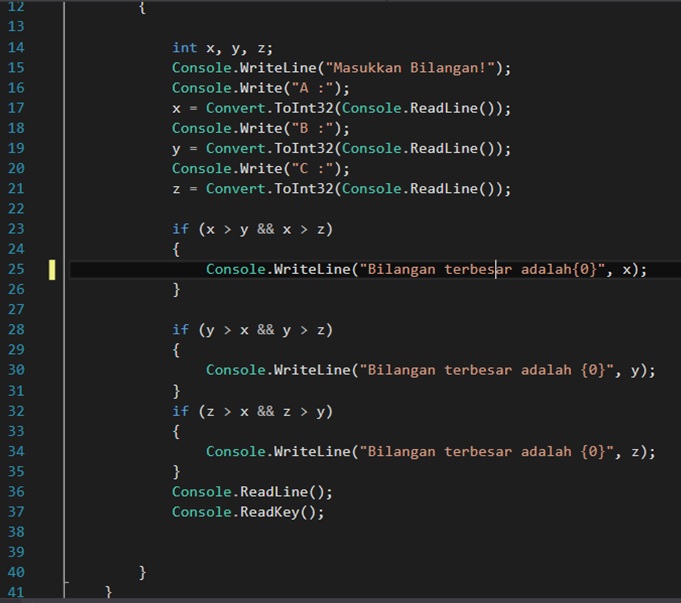 12 {
13
14 int x, y, z;
15 Console.WriteLine("Masukkan Bilangan!");
16 Console.Write("A :");
17 x = Convert.ToInt32(Console.ReadLine());
18 Console.Write("B :");
19 y = Convert.ToInt32(Console.ReadLine());
20 Console.Write("C :");
21 z = Convert.ToInt32(Console.ReadLine());
22
23 if (x > y && x > z)
24 {
25 Console.WriteLine("Bilangan terbesar adalah{0}", x);
26 }
27
28 if (y > x && y > z)
29 {
30 Console.WriteLine("Bilangan terbesar adalah {0}", y);
31 }
32 if (z > x && z > y)
33 {
34 Console.WriteLine("Bilangan terbesar adalah {0}", z);
35 }
36 Console.ReadLine();
37 Console.ReadKey();
38
39
40 }
41 }